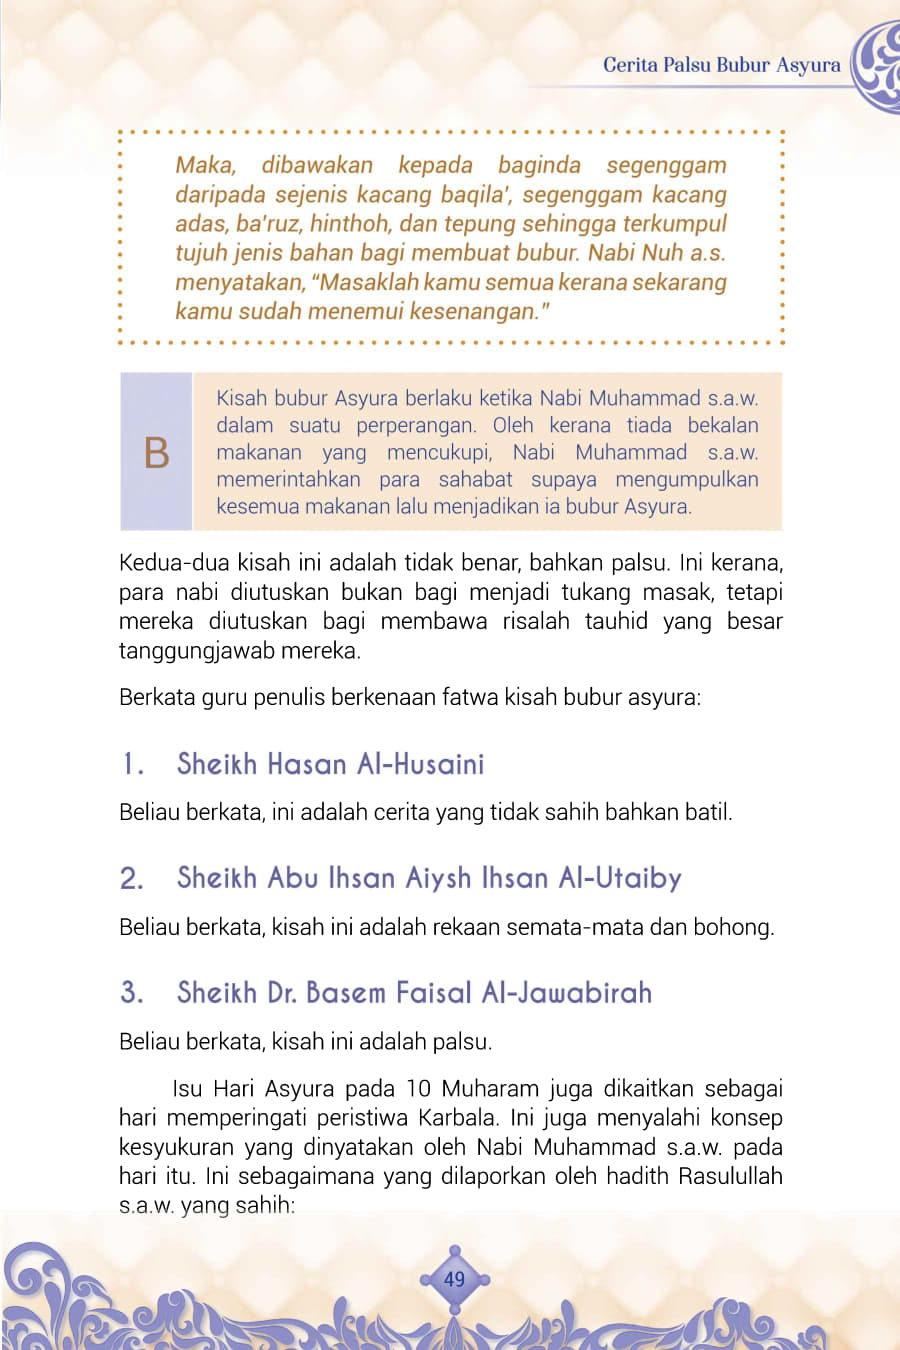 Cerita Palsu Bubur Asyura
Maka, dibawakan kepada baginda segenggam
daripada sejenis kacang baqila', segenggam kacang
adas, ba'ruz, hinthoh, dan tepung sehingga terkumpul
tujuh jenis bahan bagi membuat bubur. Nabi Nuh a.s.
menyatakan, “Masaklah kamu semua kerana sekarang
kamu sudah menemui kesenangan.”
B
Kisah bubur Asyura berlaku ketika Nabi Muhammad s.a.w.
dalam suatu perperangan. Oleh kerana tiada bekalan
makanan yang mencukupi, Nabi Muhammad s.a.w.
memerintahkan para sahabat supaya mengumpulkan
kesemua makanan lalu menjadikan ia bubur Asyura.
Kedua-dua kisah ini adalah tidak benar, bahkan palsu. Ini kerana,
para nabi diutuskan bukan bagi menjadi tukang masak, tetapi
mereka diutuskan bagi membawa risalah tauhid yang besar
tanggungjawab mereka.
Berkata guru penulis berkenaan fatwa kisah bubur asyura:
1. Sheikh Hasan Al-Husaini
Beliau berkata, ini adalah cerita yang tidak sahih bahkan batil.
2. Sheikh Abu Ihsan Aiysh Ihsan Al-Utaiby
Beliau berkata, kisah ini adalah rekaan semata-mata dan bohong.
3. Sheikh Dr. Basem Faisal Al-Jawabirah
Beliau berkata, kisah ini adalah palsu.
Isu Hari Asyura pada 10 Muharam juga dikaitkan sebagai
hari memperingati peristiwa Karbala. Ini juga menyalahi konsep
kesyukuran yang dinyatakan oleh Nabi Muhammad s.a.w. pada
hari itu. Ini sebagaimana yang dilaporkan oleh hadith Rasulullah
s.a.w. yang sahih:
49